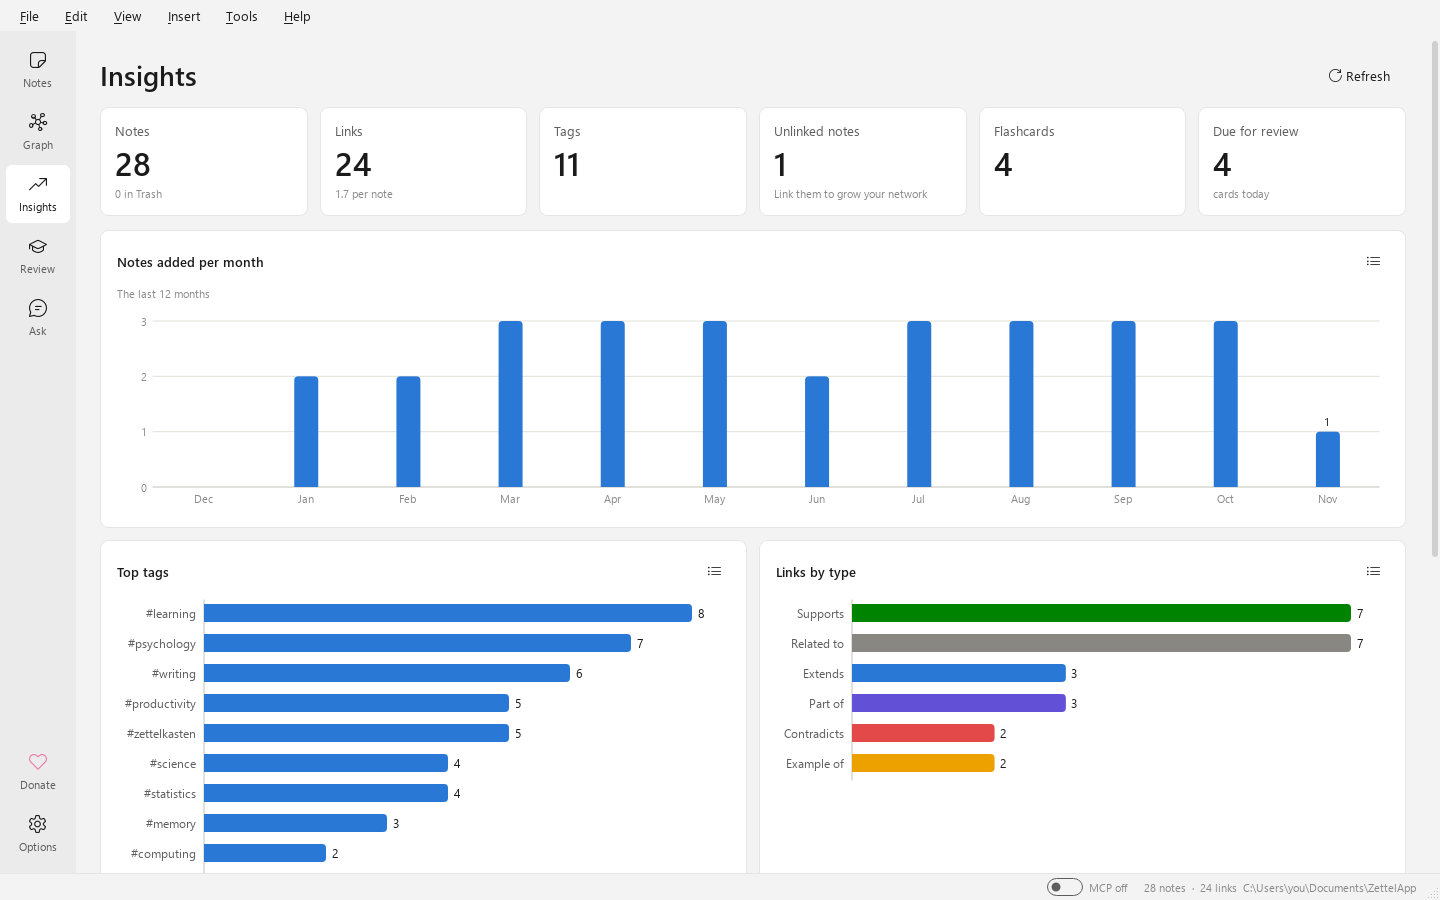 File Edit View Insert Tools Help
Notes
Graph
Insights
Review
Ask
Donate
Options
Insights
Refresh
Notes
28
0 in Trash
Links
24
1.7 per note
Tags
11
Unlinked notes
1
Link them to grow your network
Flashcards
4
Due for review
4
cards today
Notes added per month
The last 12 months
3
2
1
0
1
Dec Jan Feb Mar Apr May Jun Jul Aug Sep Oct Nov
Top tags
#learning 8
#psychology 7
#writing 6
#productivity 5
#zettelkasten 5
#science 4
#statistics 4
#memory 3
#computing 2
Links by type
Supports 7
Related to 7
Extends 3
Part of 3
Contradicts 2
Example of 2
MCP off 28 notes · 24 links C:\Users\you\Documents\ZettelApp